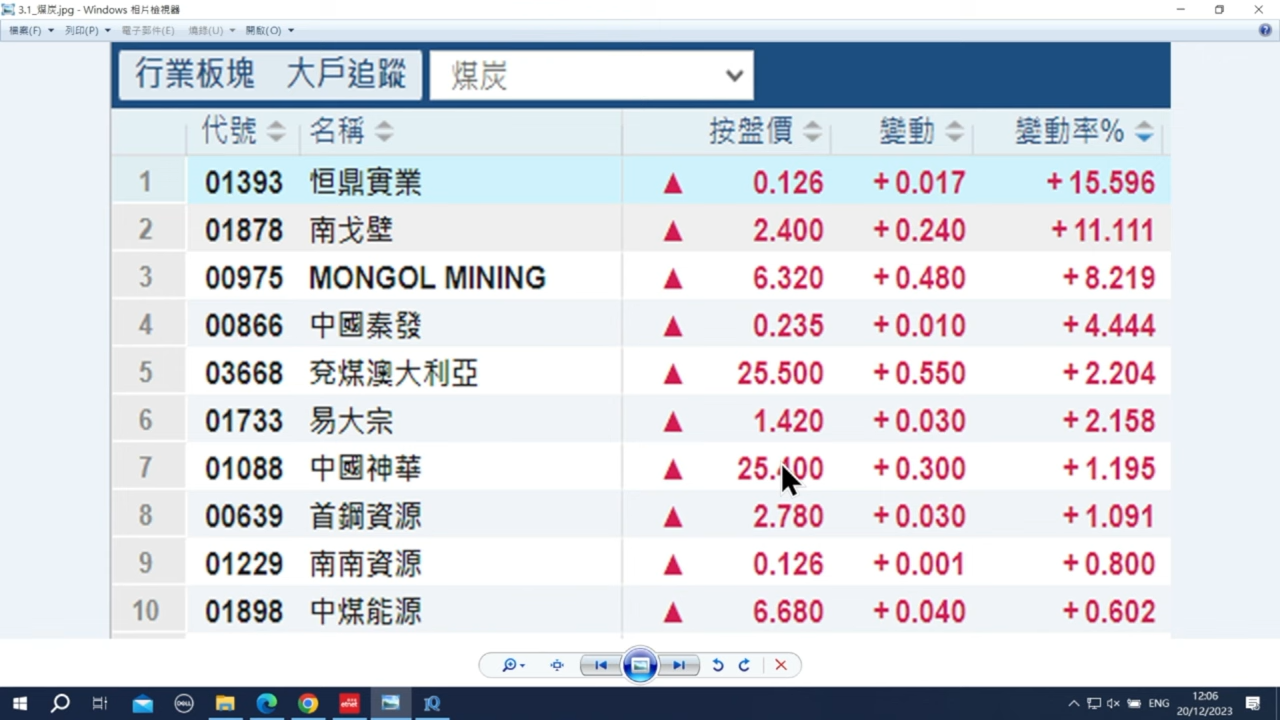 3.1_煤炭.jpg - Windows 相片檢視器
檔案(F) 列印(P) 電子郵件(E) 燒錄(U) 開啟(O)
行業板塊 大戶追蹤 煤炭
代號 名稱 按盤價 變動 變動率%
1 01393 恒鼎實業 ▲ 0.126 +0.017 +15.596
2 01878 南戈壁 ▲ 2.400 +0.240 +11.111
3 00975 MONGOL MINING ▲ 6.320 +0.480 +8.219
4 00866 中國秦發 ▲ 0.235 +0.010 +4.444
5 03668 兗煤澳大利亞 ▲ 25.500 +0.550 +2.204
6 01733 易大宗 ▲ 1.420 +0.030 +2.158
7 01088 中國神華 ▲ 25.400 +0.300 +1.195
8 00639 首鋼資源 ▲ 2.780 +0.030 +1.091
9 01229 南南資源 ▲ 0.126 +0.001 +0.800
10 01898 中煤能源 ▲ 6.680 +0.040 +0.602
DELL etnet IQ ENG 12:06
20/12/2023